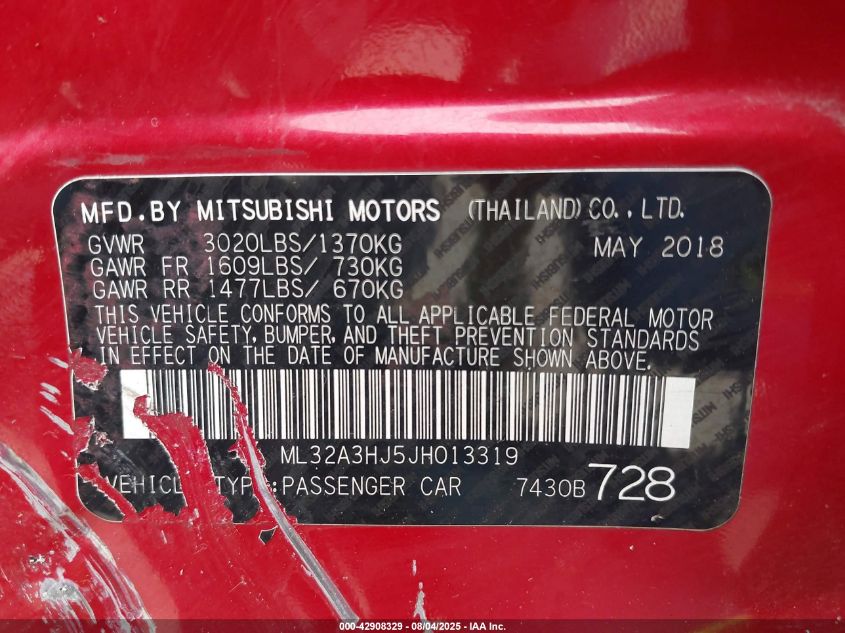 MFD.BY MITSUBISHI MOTORS (THAILAND) CO.,LTD.
GVWR 3020LBS/1370KG MAY 2018
GAWR FR 1609LBS/ 730KG
GAWR RR 1477LBS/ 670KG
THIS VEHICLE CONFORMS TO ALL APPLICABLE FEDERAL MOTOR
VEHICLE SAFETY, BUMPER, AND THEFT PREVENTION STANDARDS
IN EFFECT ON THE DATE OF MANUFACTURE SHOWN ABOVE.
ML32A3HJ5JH013319
VEHICLE TYPE: PASSENGER CAR 7430B 728
000-42908329 - 08/04/2025 - IAA Inc.